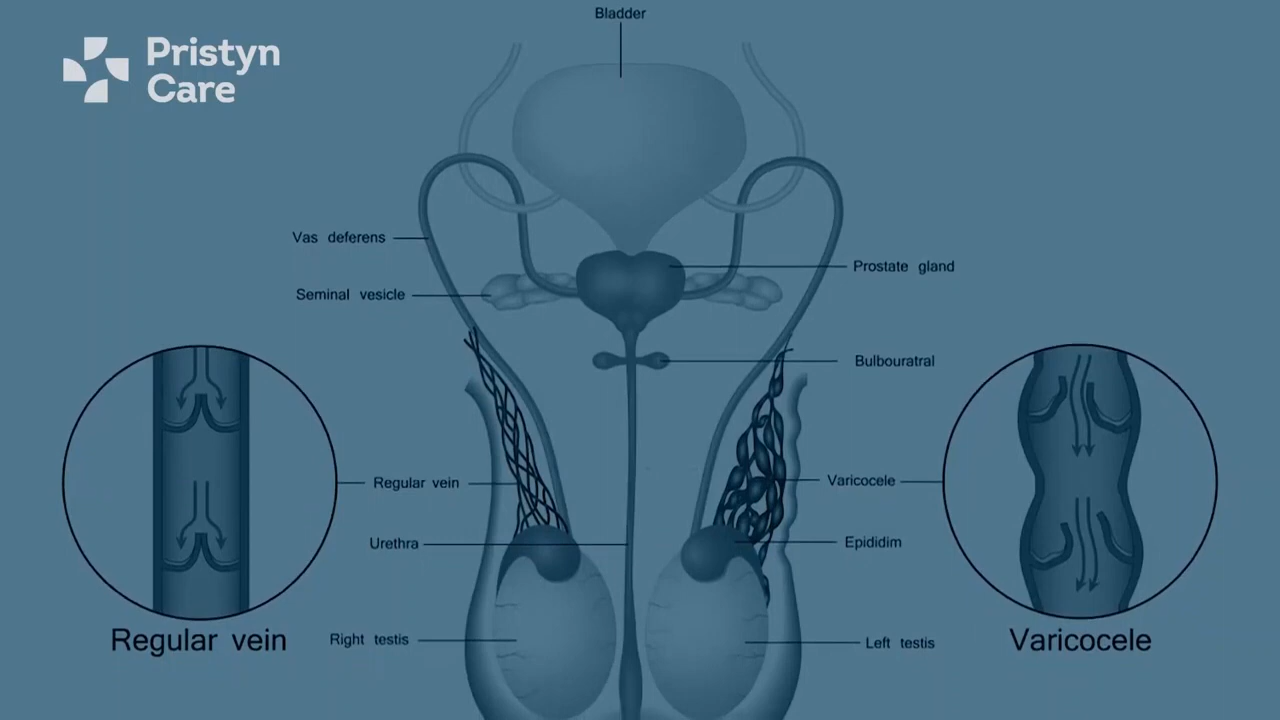 Bladder
Pristyn
Care
Vas deferens
Prostate gland
Seminal vesicle
Bulbouratral
Regular vein
Varicocele
Urethra
Epididim
Regular vein
Right testis
Left testis
Varicocele